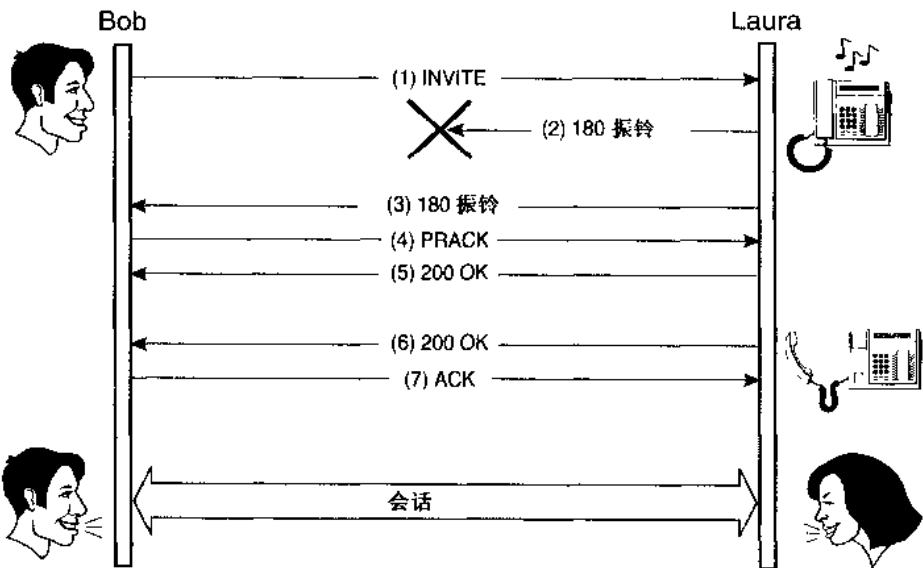 Bob
Laura
(1) INVITE
(2) 180 振铃
(3) 180 振铃
(4) PRACK
(5) 200 OK
(6) 200 OK
(7) ACK
会话